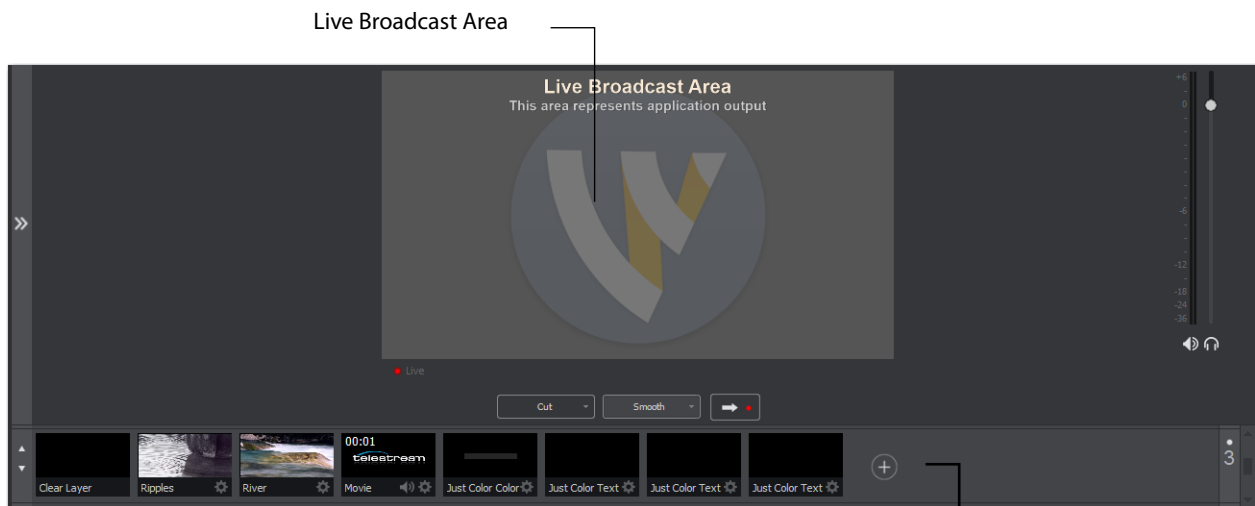 Live Broadcast Area
Live Broadcast Area
This area represents application output
+6
0
-6
-12
-18
-24
-36
Live
Cut
Smooth
00:01
telestream
Clear Layer
Ripples
River
Movie
Just Color Color
Just Color Text
Just Color Text
Just Color Text
3